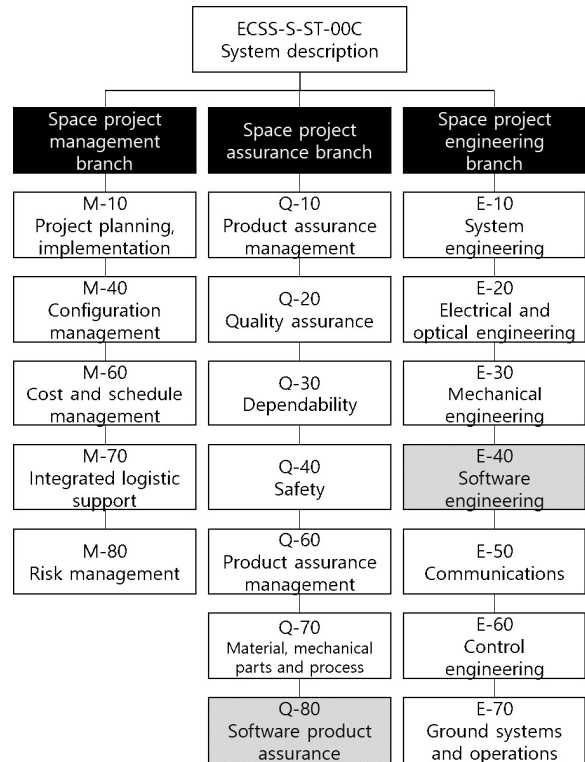 ECSS-S-ST-00C
System description
Space project
management
branch
Space project
assurance branch
Space project
engineering
branch
M-10
Project planning,
implementation
Q-10
Product assurance
management
E-10
System
engineering
M-40
Configuration
management
Q-20
Quality assurance
E-20
Electrical and
optical engineering
M-60
Cost and schedule
management
Q-30
Dependability
E-30
Mechanical
engineering
M-70
Integrated logistic
support
Q-40
Safety
E-40
Software
engineering
M-80
Risk management
Q-60
Product assurance
management
E-50
Communications
Q-70
Material, mechanical
parts and process
E-60
Control
engineering
Q-80
Software product
assurance
E-70
Ground systems
and operations